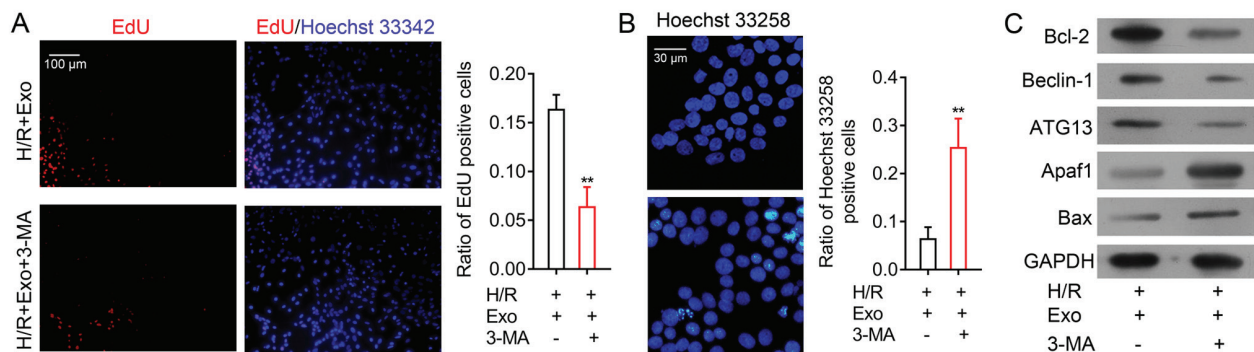 A
EdU
EdU/Hoechst 33342
100 μm
H/R+Exo
H/R+Exo+3-MA
Ratio of EdU positive cells
0.20
0.15
0.10
0.05
0.00
**
H/R + +
Exo + +
3-MA - +
B
Hoechst 33258
30 μm
Ratio of Hoechst 33258
positive cells
0.4
0.3
0.2
0.1
0.0
**
H/R + +
Exo + +
3-MA - +
C
Bcl-2
Beclin-1
ATG13
Apaf1
Bax
GAPDH
H/R + +
Exo + +
3-MA - +